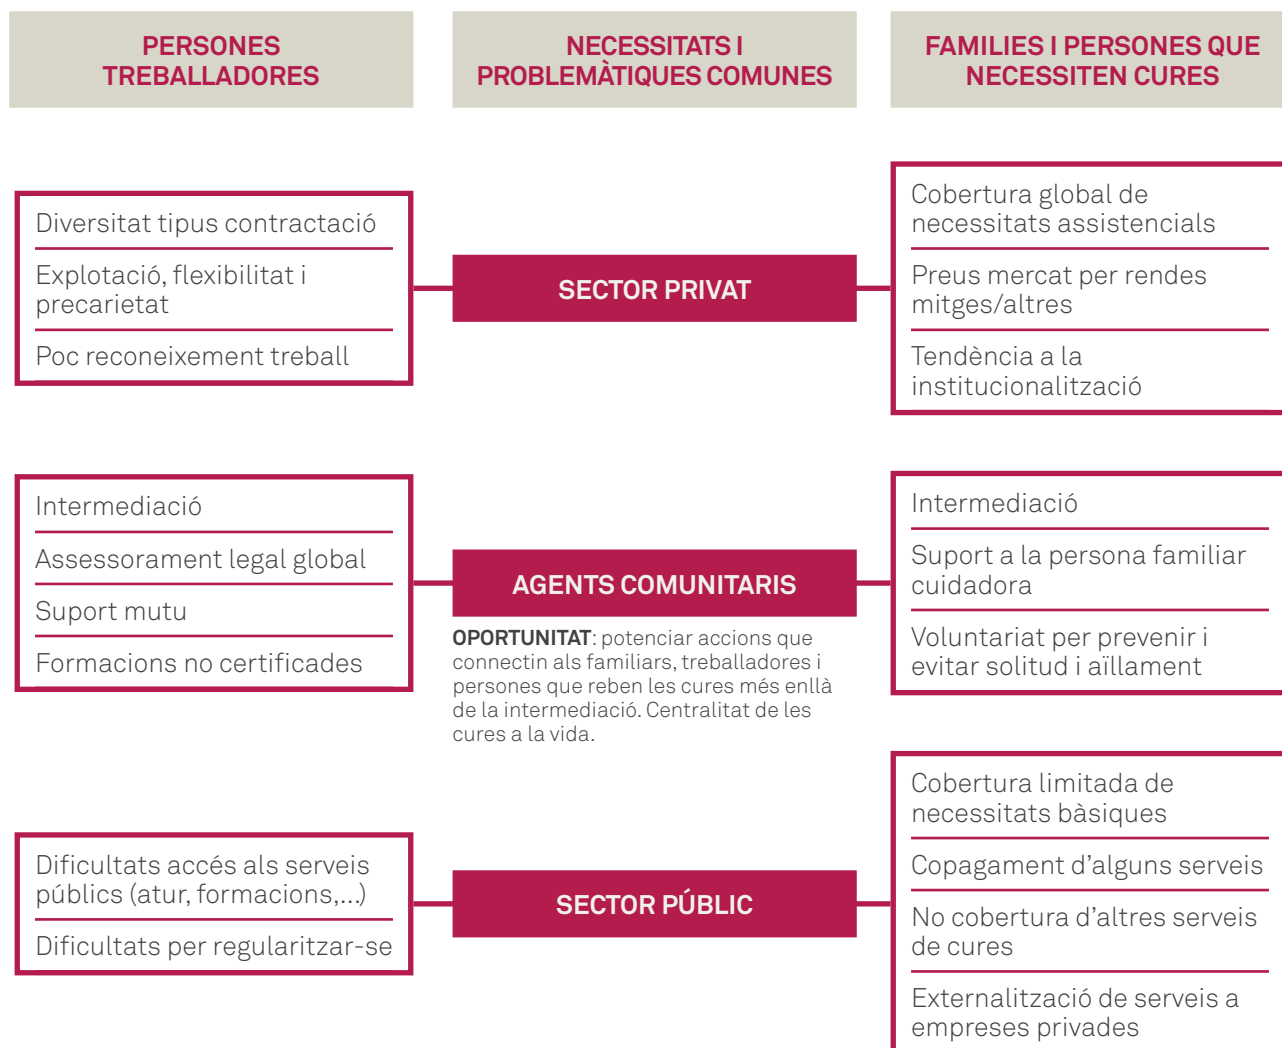 PERSONES
TREBALLADORES
NECESSITATS I
PROBLEMÀTIQUES COMUNES
FAMILIES I PERSONES QUE
NECESSITEN CURES
Diversitat tipus contractació
Explotació, flexibilitat i
precarietat
Poc reconeixement treball
SECTOR PRIVAT
Cobertura global de
necessitats assistencials
Preus mercat per rendes
mitges/altres
Tendència a la
institucionalització
Intermediació
Assessorament legal global
Suport mutu
Formacions no certificades
AGENTS COMUNITARIS
OPORTUNITAT: potenciar accions que
connectin als familiars, treballadores i
persones que reben les cures més enllà
de la intermediació. Centralitat de les
cures a la vida.
Intermediació
Suport a la persona familiar
cuidadora
Voluntariat per prevenir i
evitar solitud i aïllament
Dificultats accés als serveis
públics (atur, formacions,...)
Dificultats per regularitzar-se
SECTOR PÚBLIC
Cobertura limitada de
necessitats bàsiques
Copagament d'alguns serveis
No cobertura d'altres serveis
de cures
Externalització de serveis a
empreses privades